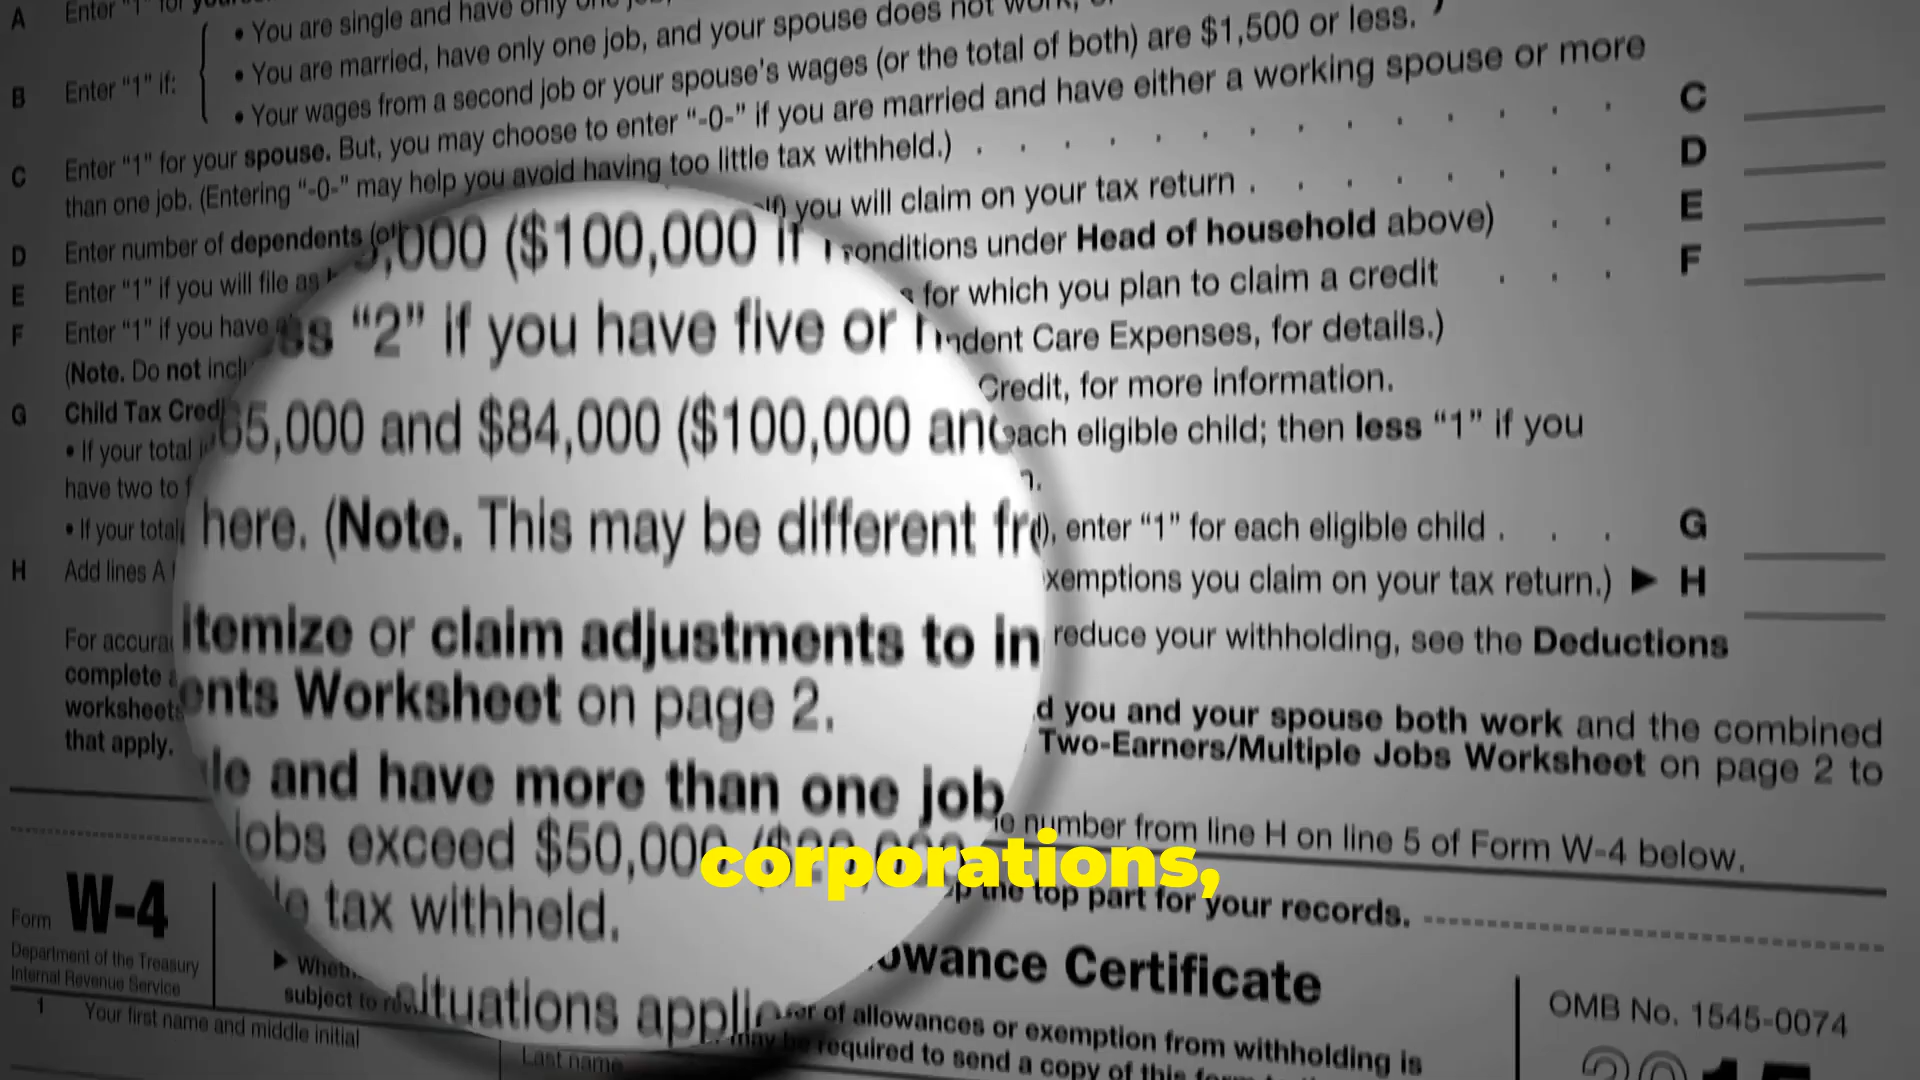 A Enter "1" for
• You are single and have only one job,
B Enter "1" if:
• You are married, have only one job, and your spouse does not work,
• Your wages from a second job or your spouse's wages (or the total of both) are $1,500 or less.
C Enter "1" for your spouse. But, you may choose to enter "-0-" if you are married and have either a working spouse or more
than one job. (Entering "-0-" may help you avoid having too little tax withheld.) . . . . . . . . . . . . . . C
D Enter number of dependents you will claim on your tax return . . . . . . . . D
E Enter "1" if you will file as conditions under Head of household above) . . E
F Enter "1" if you have for which you plan to claim a credit . . . F
(Note. Do not dent Care Expenses, for details.)
G Child Tax Credit, for more information.
• If your total each eligible child; then less "1" if you
have two to
• If your total enter "1" for each eligible child . . . G
H Add lines A exemptions you claim on your tax return.) ▶ H
For accura reduce your withholding, see the Deductions
complete
worksheets you and your spouse both work and the combined
that apply. Two-Earners/Multiple Jobs Worksheet on page 2 to
number from line H on line 5 of Form W-4 below.
the top part for your records.
,000 ($100,000 if
ss "2" if you have five or
65,000 and $84,000 ($100,000 and
here. (Note. This may be different
itemize or claim adjustments to in
ents Worksheet on page 2.
le and have more than one job
jobs exceed $50,000
tax withheld.
situations
corporations,
Form W-4
Department of the Treasury
Internal Revenue Service
owance Certificate
▶ of allowances or exemption from withholding is
subject to required to send a copy of this form
OMB No. 1545-0074
2015
1 Your first name and middle initial
Last name